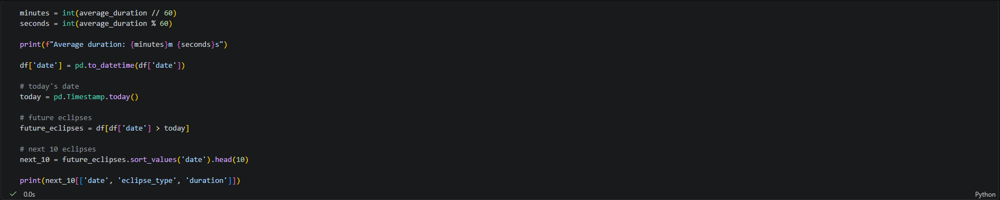 minutes = int(average_duration // 60)
seconds = int(average_duration % 60)
print(f"Average duration: {minutes}m {seconds}s")
df['date'] = pd.to_datetime(df['date'])
# today's date
today = pd.Timestamp.today()
# future eclipses
future_eclipses = df[df['date'] > today]
# next 10 eclipses
next_10 = future_eclipses.sort_values('date').head(10)
print(next_10[['date', 'eclipse_type', 'duration']])
0.0s
Python